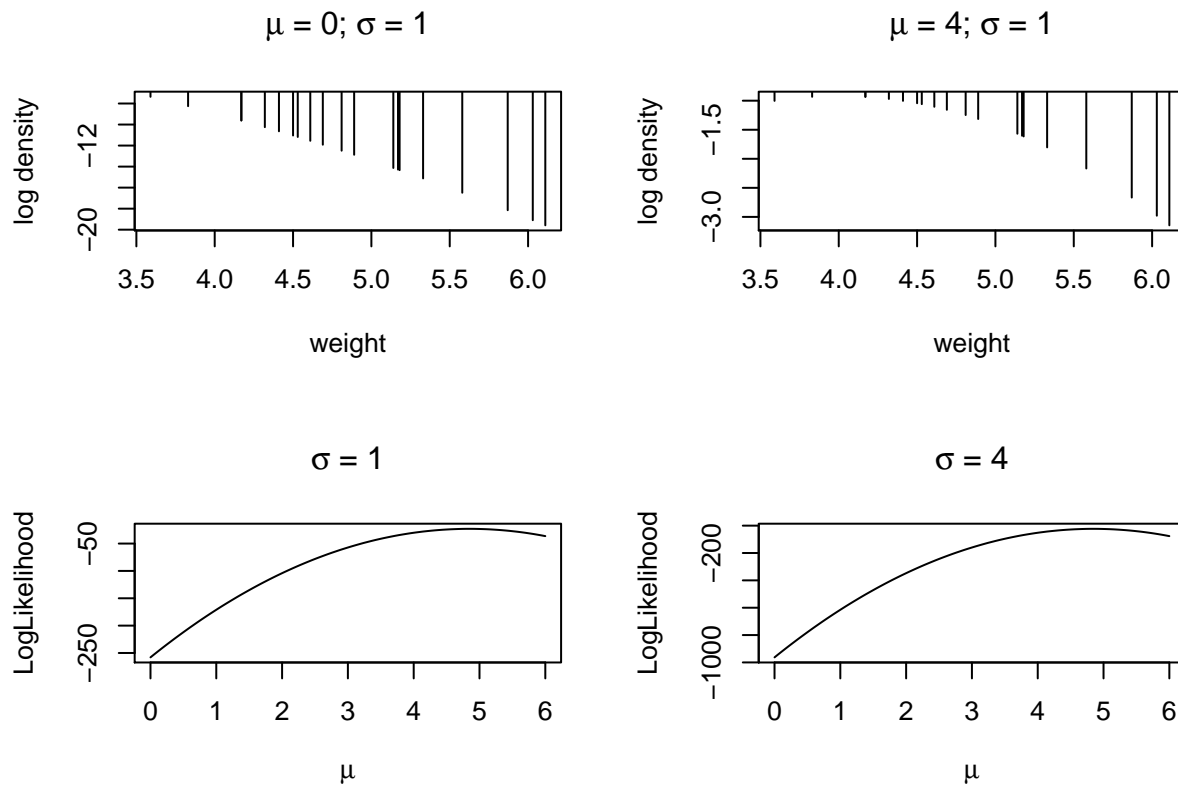 μ = 0; σ = 1
log density
−12
−20
3.5 4.0 4.5 5.0 5.5 6.0
weight
μ = 4; σ = 1
log density
−1.5
−3.0
3.5 4.0 4.5 5.0 5.5 6.0
weight
σ = 1
LogLikelihood
−50
−250
0 1 2 3 4 5 6
μ
σ = 4
LogLikelihood
−200
−1000
0 1 2 3 4 5 6
μ